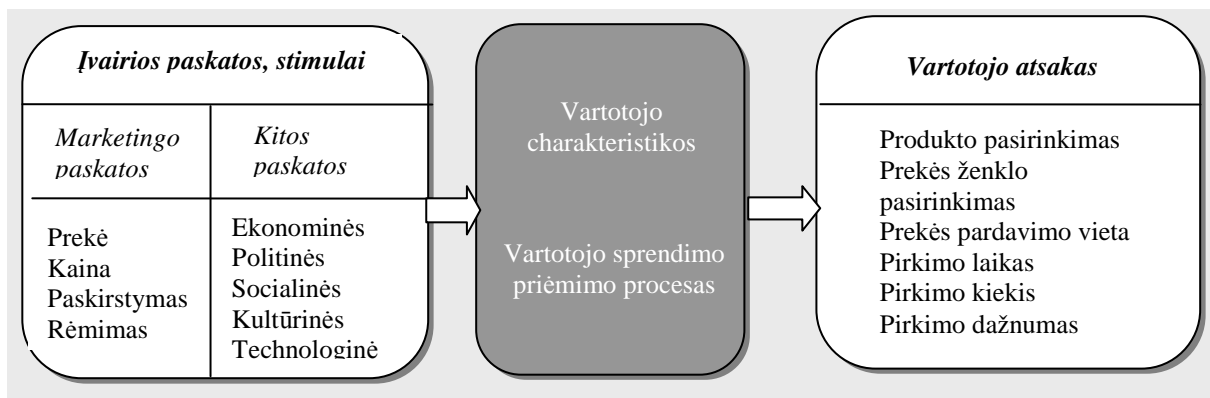 Įvairios paskatos, stimulai
Marketingo
paskatos
Kitos
paskatos
Prekė
Kaina
Paskirstymas
Rėmimas
Ekonominės
Politinės
Socialinės
Kultūrinės
Technologinė
Vartotojo
charakteristikos
Vartotojo sprendimo
priėmimo procesas
Vartotojo atsakas
Produkto pasirinkimas
Prekės ženklo
pasirinkimas
Prekės pardavimo vieta
Pirkimo laikas
Pirkimo kiekis
Pirkimo dažnumas